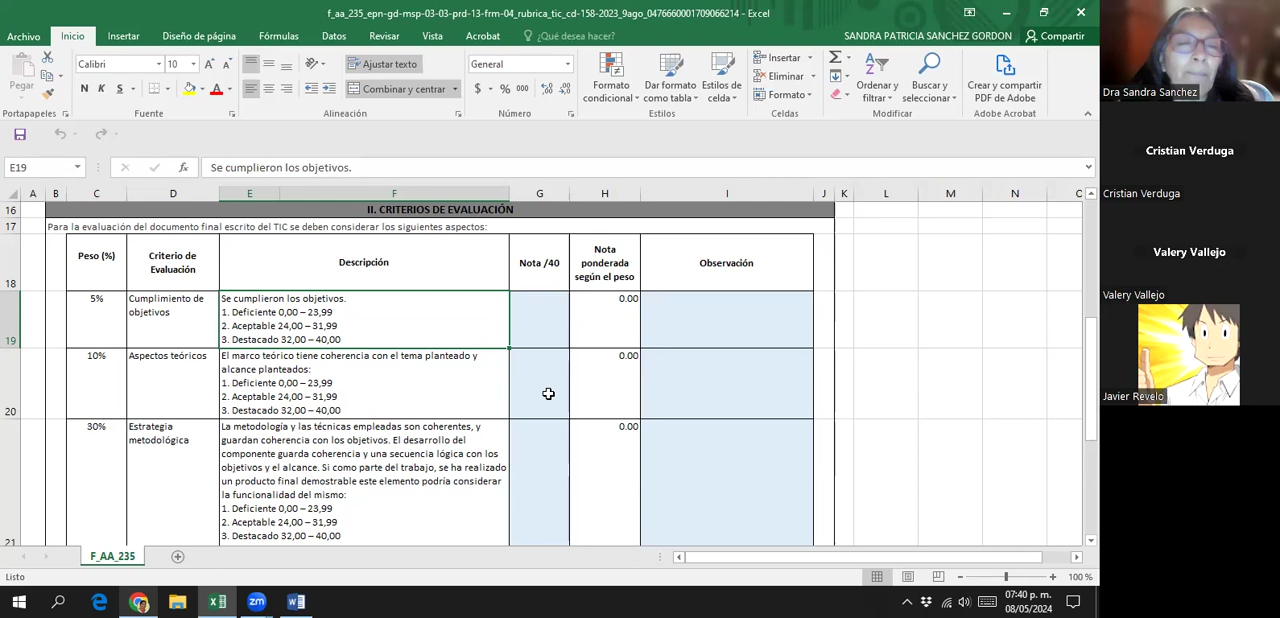 f_aa_235_epn-gd-msp-03-03-prd-13-frm-04_rubrica_tic_cd-158-2023_9ago_0476660001709066214 - Excel
Archivo Inicio Insertar Diseño de página Fórmulas Datos Revisar Vista Acrobat ¿Qué desea hacer? SANDRA PATRICIA SANCHEZ GORDON Compartir
Calibri 10 Ajustar texto General Insertar
Pegar N K S Combinar y centrar $ % 000 Formato condicional Dar formato como tabla Estilos de celda Eliminar Formato Ordenar y filtrar Buscar y seleccionar Crear y compartir PDF de Adobe
Portapapeles Fuente Alineación Número Estilos Celdas Modificar Adobe Acrobat
E19 fx Se cumplieron los objetivos.
A B C D E F G H I J K L M N O
16 II. CRITERIOS DE EVALUACIÓN
17 Para la evaluación del documento final escrito del TIC se deben considerar los siguientes aspectos:
18 Peso (%) Criterio de Evaluación Descripción Nota /40 Nota ponderada según el peso Observación
19 5% Cumplimiento de objetivos
Se cumplieron los objetivos. 0.00
1. Deficiente 0,00 – 23,99
2. Aceptable 24,00 – 31,99
3. Destacado 32,00 – 40,00
20 10% Aspectos teóricos
El marco teórico tiene coherencia con el tema planteado y 0.00
alcance planteados:
1. Deficiente 0,00 – 23,99
2. Aceptable 24,00 – 31,99
3. Destacado 32,00 – 40,00
21 30% Estrategia metodológica
La metodología y las técnicas empleadas son coherentes, y 0.00
guardan coherencia con los objetivos. El desarrollo del
componente guarda coherencia y una secuencia lógica con los
objetivos y el alcance. Si como parte del trabajo, se ha realizado
un producto final demostrable este elemento podría considerar
la funcionalidad del mismo:
1. Deficiente 0,00 – 23,99
2. Aceptable 24,00 – 31,99
3. Destacado 32,00 – 40,00
F_AA_235
Listo 100 %
07:40 p. m.
08/05/2024
Dra Sandra Sanchez
Cristian Verduga
Cristian Verduga
Valery Vallejo
Valery Vallejo
Javier Revelo